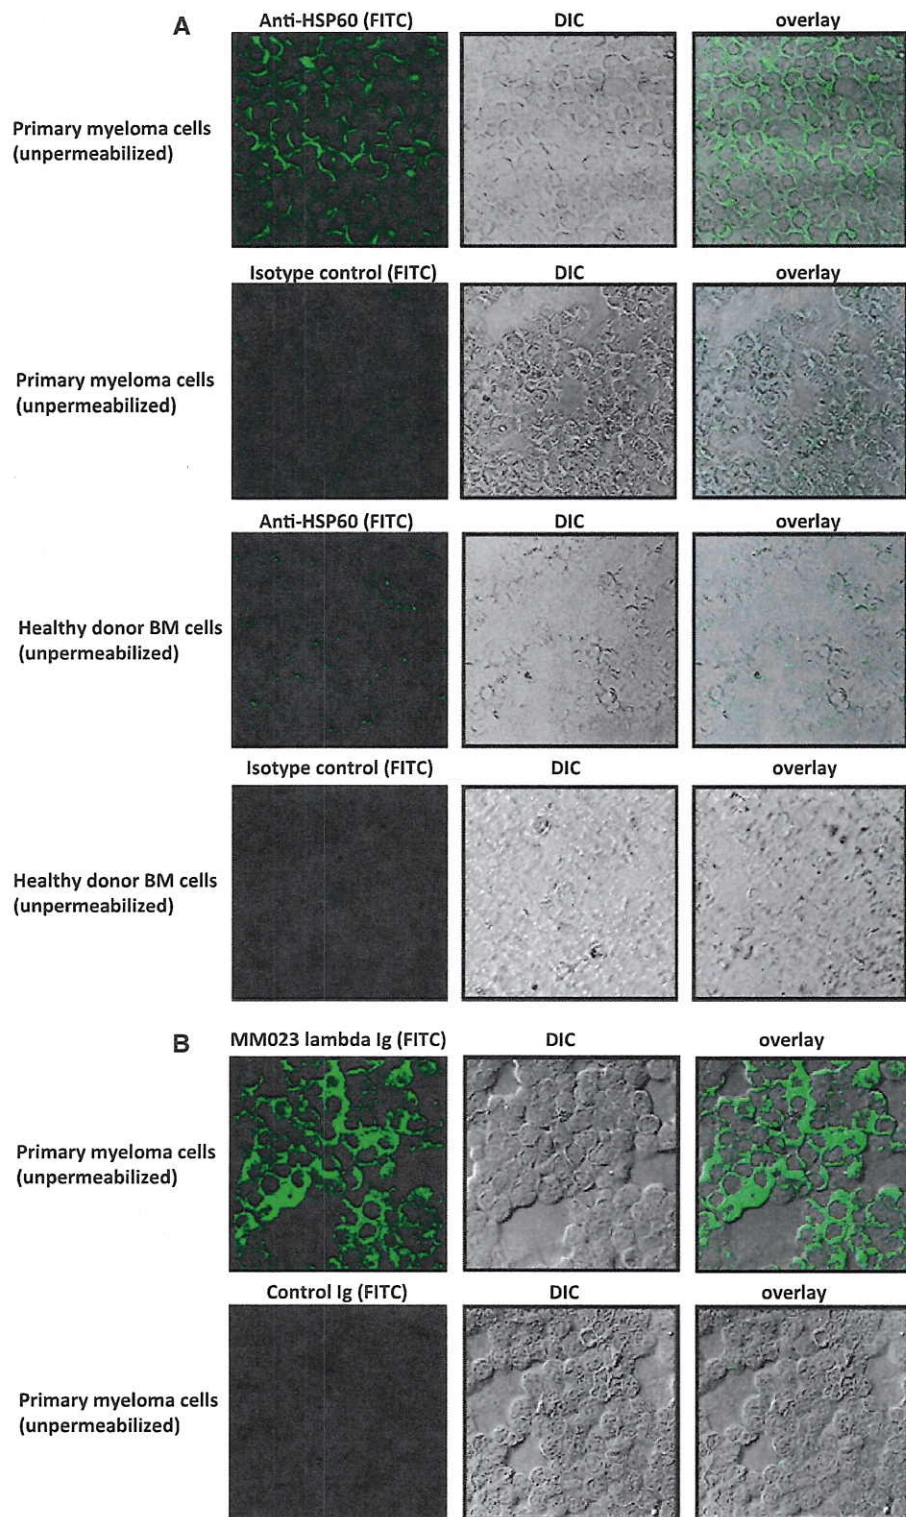 A
Anti-HSP60 (FITC) DIC overlay
Primary myeloma cells
(unpermeabilized)
Isotype control (FITC) DIC overlay
Primary myeloma cells
(unpermeabilized)
Anti-HSP60 (FITC) DIC overlay
Healthy donor BM cells
(unpermeabilized)
Isotype control (FITC) DIC overlay
Healthy donor BM cells
(unpermeabilized)
B
MM023 lambda Ig (FITC) DIC overlay
Primary myeloma cells
(unpermeabilized)
Control Ig (FITC) DIC overlay
Primary myeloma cells
(unpermeabilized)